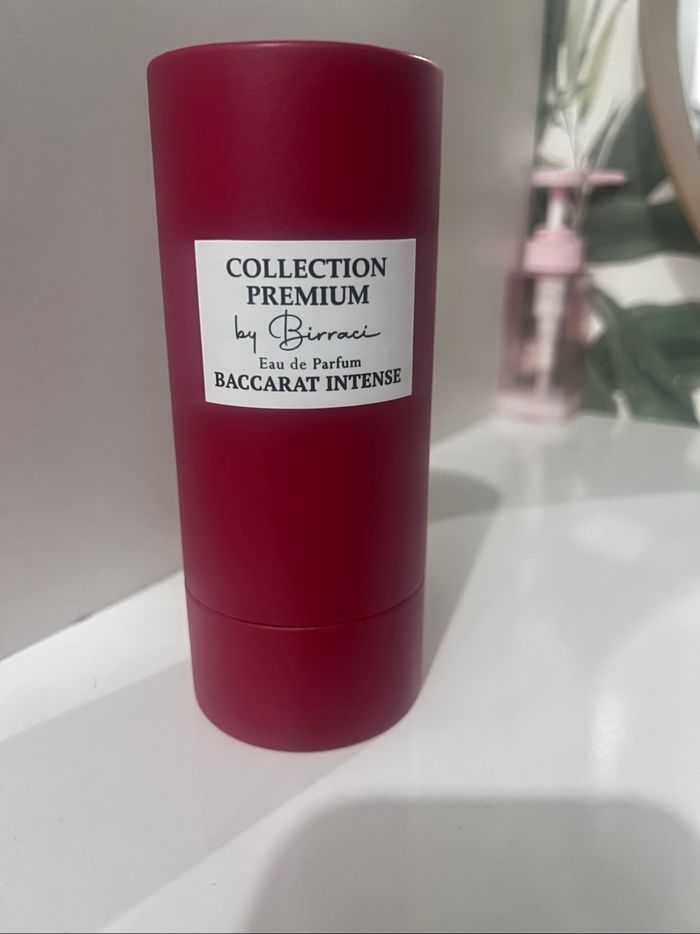 COLLECTION
PREMIUM
by Birraci
Eau de Parfum
BACCARAT INTENSE